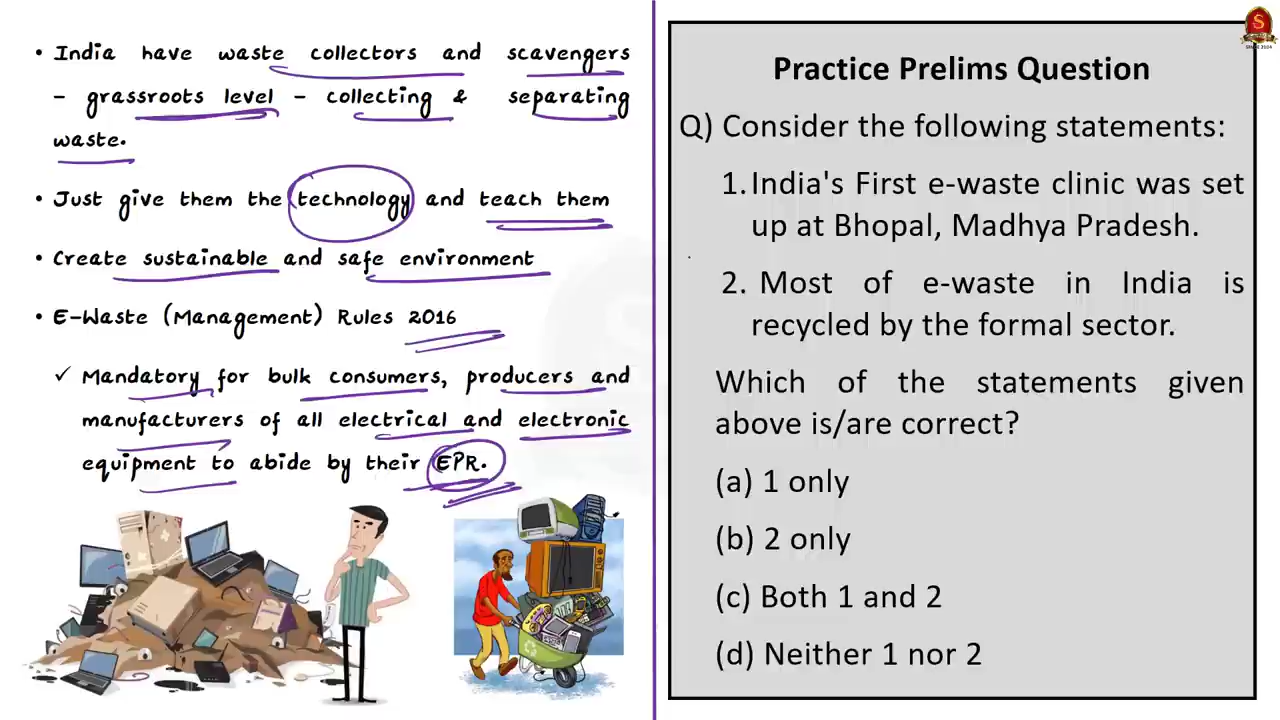 • India have waste collectors and scavengers
- grassroots level - collecting & separating
waste.
• Just give them the technology and teach them
• Create sustainable and safe environment
• E-Waste (Management) Rules 2016
✓ Mandatory for bulk consumers, producers and
manufacturers of all electrical and electronic
equipment to abide by their EPR.
Practice Prelims Question
Q) Consider the following statements:
1. India's First e-waste clinic was set
up at Bhopal, Madhya Pradesh.
2. Most of e-waste in India is
recycled by the formal sector.
Which of the statements given
above is/are correct?
(a) 1 only
(b) 2 only
(c) Both 1 and 2
(d) Neither 1 nor 2